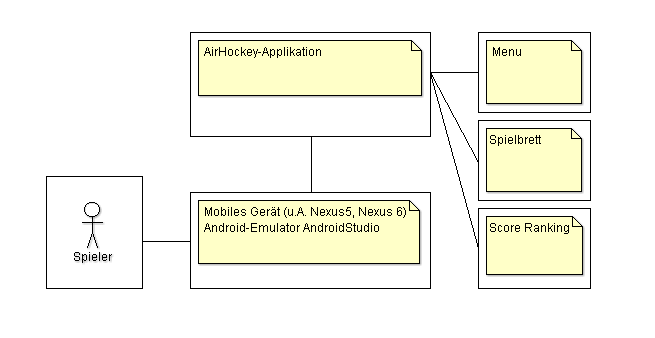 AirHockey-Applikation
Menu
Spielbrett
Mobiles Gerät (u.A. Nexus5, Nexus 6)
Android-Emulator AndroidStudio
Score Ranking
Spieler